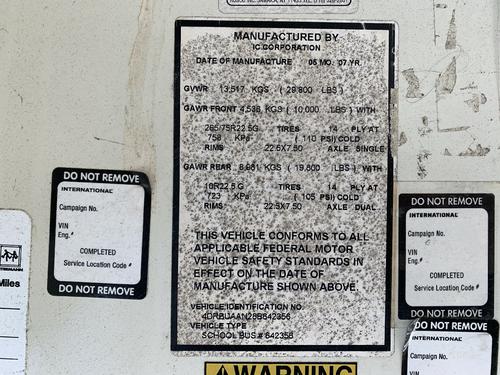 MANUFACTURED BY
IC CORPORATION
DATE OF MANUFACTURE 05 MO. '07 YR.
GVWR 13,517 KGS ( 29,800 LBS )
GAWR FRONT 4,536 KGS ( 10,000 LBS ) WITH
TIRES 14 PLY AT
758 KPa ( 110 PSI) COLD
RIMS 22.5X7.50 AXLE SINGLE
GAWR REAR 8,981 KGS ( 19,800 LBS ) WITH
10R22.5 G TIRES 14 PLY AT
723 KPa ( 105 PSI) COLD
RIMS 22.5X7.50 AXLE DUAL
THIS VEHICLE CONFORMS TO ALL
APPLICABLE FEDERAL MOTOR
VEHICLE SAFETY STANDARDS IN
EFFECT ON THE DATE OF
MANUFACTURE SHOWN ABOVE.
VEHICLE IDENTIFICATION NO.
VEHICLE TYPE
SCHOOL BUS # 642356
WARNING
DO NOT REMOVE
INTERNATIONAL
Campaign No.
VIN
Eng.#
COMPLETED
Service Location Code #
DO NOT REMOVE
Miles
DO NOT REMOVE
INTERNATIONAL
Campaign No.
VIN
Eng.#
COMPLETED
Service Location Code #
DO NOT REMOVE
DO NOT REMOVE
INTERNATIONAL
Campaign No.
VIN